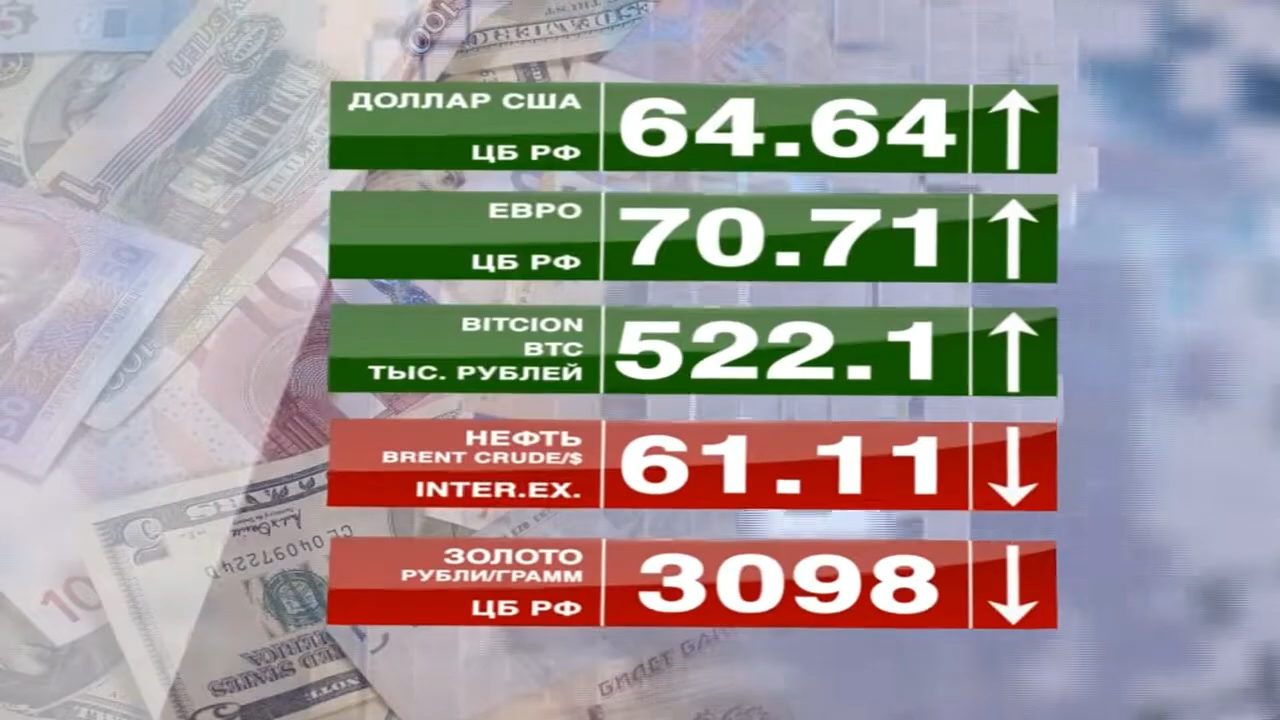 ДОЛЛАР США
ЦБ РФ
64.64
ЕВРО
ЦБ РФ
70.71
BITCION
BTC
ТЫС. РУБЛЕЙ
522.1
НЕФТЬ
BRENT CRUDE/$
INTER.EX.
61.11
ЗОЛОТО
РУБЛИ/ГРАММ
ЦБ РФ
3098